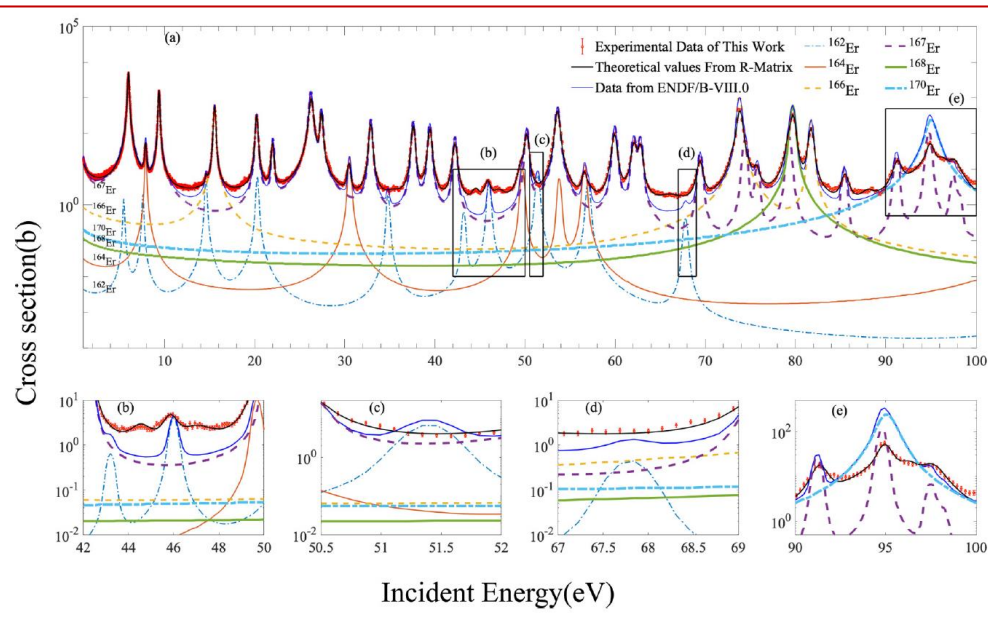 10^5
(a)
Experimental Data of This Work
Theoretical values From R-Matrix
Data from ENDF/B-VIII.0
^162Er
^164Er
^166Er
^167Er
^168Er
^170Er
(e)
(c)
(b)
(d)
10^0
^167Er
^166Er
^170Er
^168Er
^164Er
^162Er
10 20 30 40 50 60 70 80 90 100
Cross section(b)
(b)
10^1
10^0
10^-1
10^-2
42 44 46 48 50
(c)
10^0
10^-2
50.5 51 51.5 52
(d)
10^1
10^0
10^-1
10^-2
67 67.5 68 68.5 69
(e)
10^2
10^0
90 95 100
Incident Energy(eV)